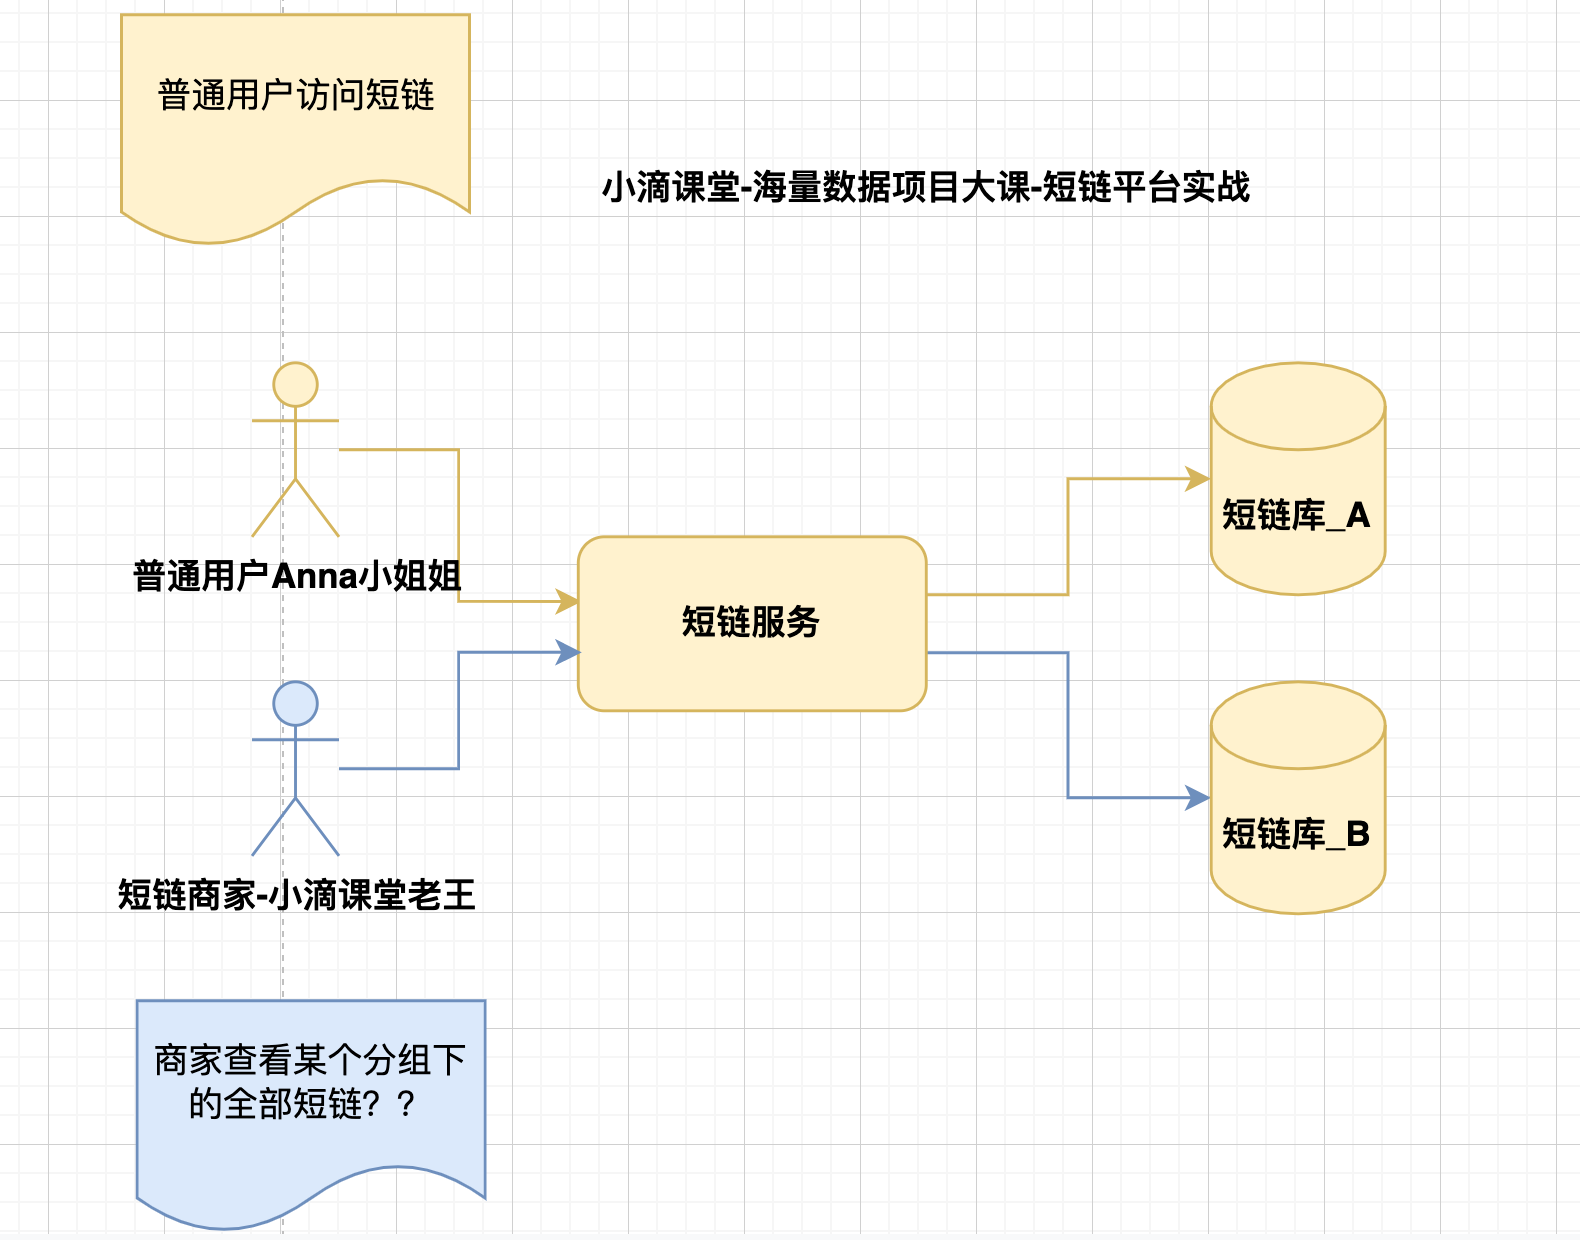 普通用户访问短链
小滴课堂-海量数据项目大课-短链平台实战
普通用户Anna小姐姐
短链服务
短链库_A
短链库_B
短链商家-小滴课堂老王
商家查看某个分组下
的全部短链？？